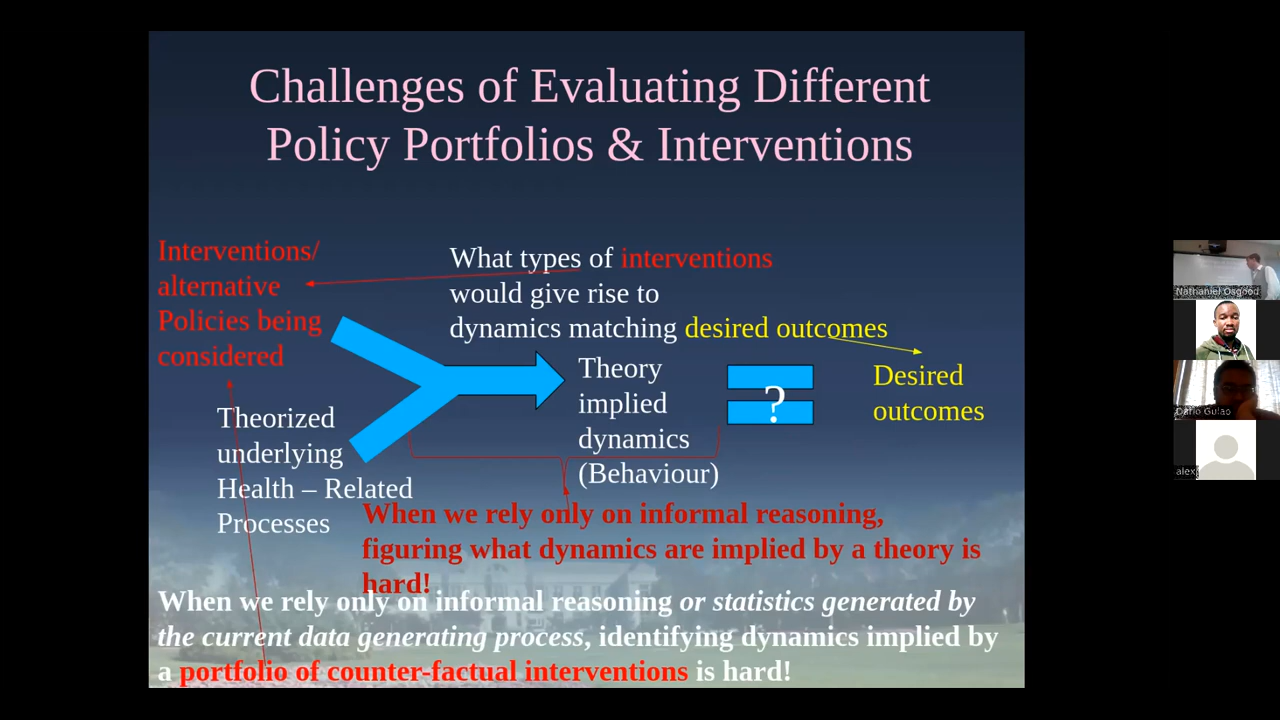 Challenges of Evaluating Different
Policy Portfolios & Interventions
Interventions/
alternative
Policies being
considered
What types of interventions
would give rise to
dynamics matching desired outcomes
Theory
implied
dynamics
(Behaviour)
?
Desired
outcomes
Theorized
underlying
Health – Related
Processes
When we rely only on informal reasoning,
figuring what dynamics are implied by a theory is
hard!
When we rely only on informal reasoning or statistics generated by
the current data generating process, identifying dynamics implied by
a portfolio of counter-factual interventions is hard!
Nathaniel Osgood
Dario Gulao
alex